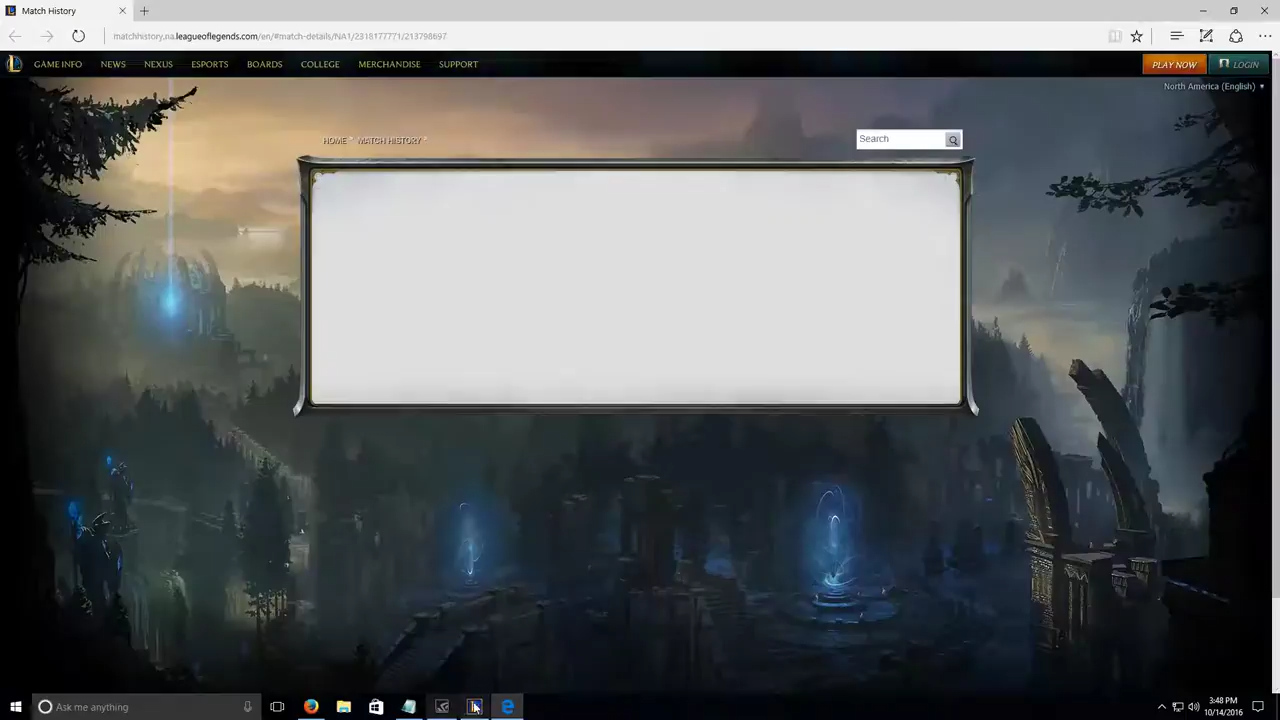 Match History
matchhistory.na.leagueoflegends.com/en/#match-details/NA1/2318177771/213798697
GAME INFO NEWS NEXUS ESPORTS BOARDS COLLEGE MERCHANDISE SUPPORT PLAY NOW LOGIN
North America (English)
HOME MATCH HISTORY Search
Ask me anything
3:48 PM
10/14/2016